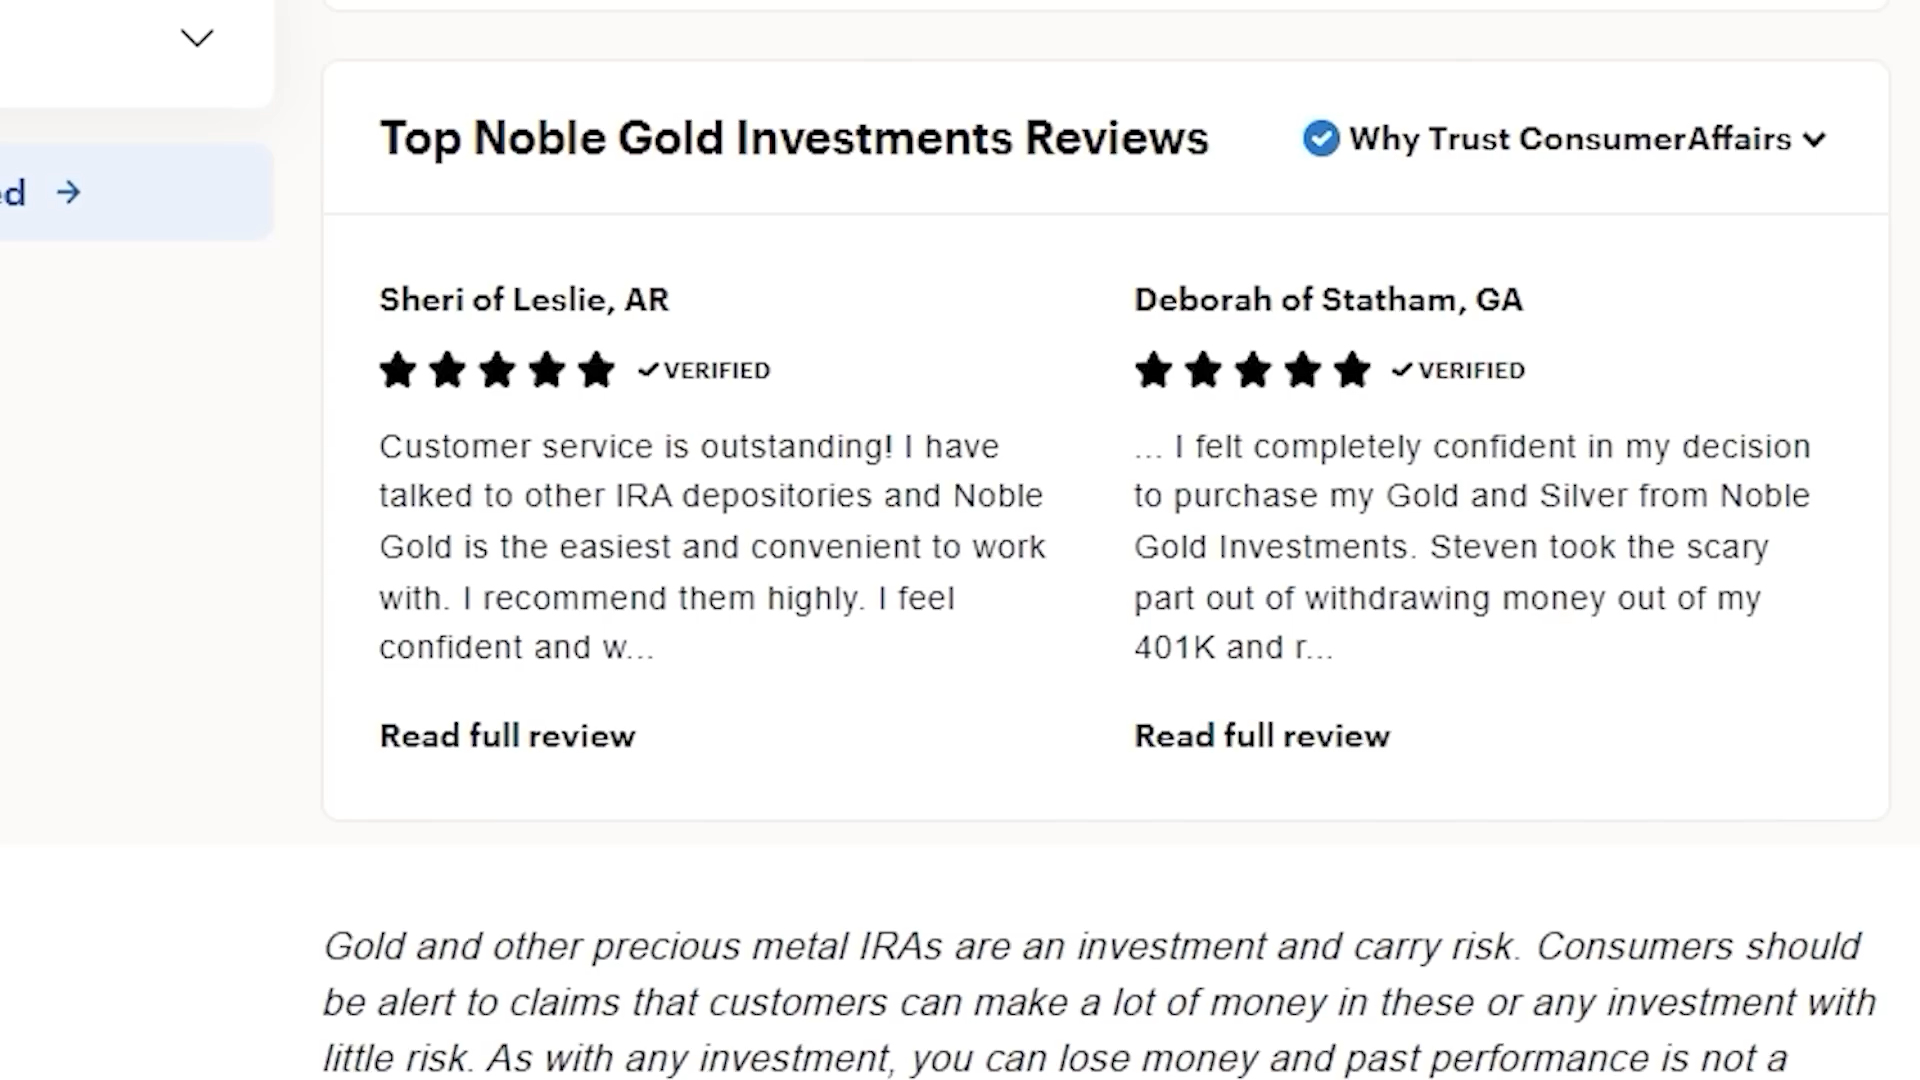 Top Noble Gold Investments Reviews
Why Trust ConsumerAffairs
Sheri of Leslie, AR
VERIFIED
Customer service is outstanding! I have
talked to other IRA depositories and Noble
Gold is the easiest and convenient to work
with. I recommend them highly. I feel
confident and w...
Read full review
Deborah of Statham, GA
VERIFIED
... I felt completely confident in my decision
to purchase my Gold and Silver from Noble
Gold Investments. Steven took the scary
part out of withdrawing money out of my
401K and r...
Read full review
Gold and other precious metal IRAs are an investment and carry risk. Consumers should
be alert to claims that customers can make a lot of money in these or any investment with
little risk. As with any investment, you can lose money and past performance is not a